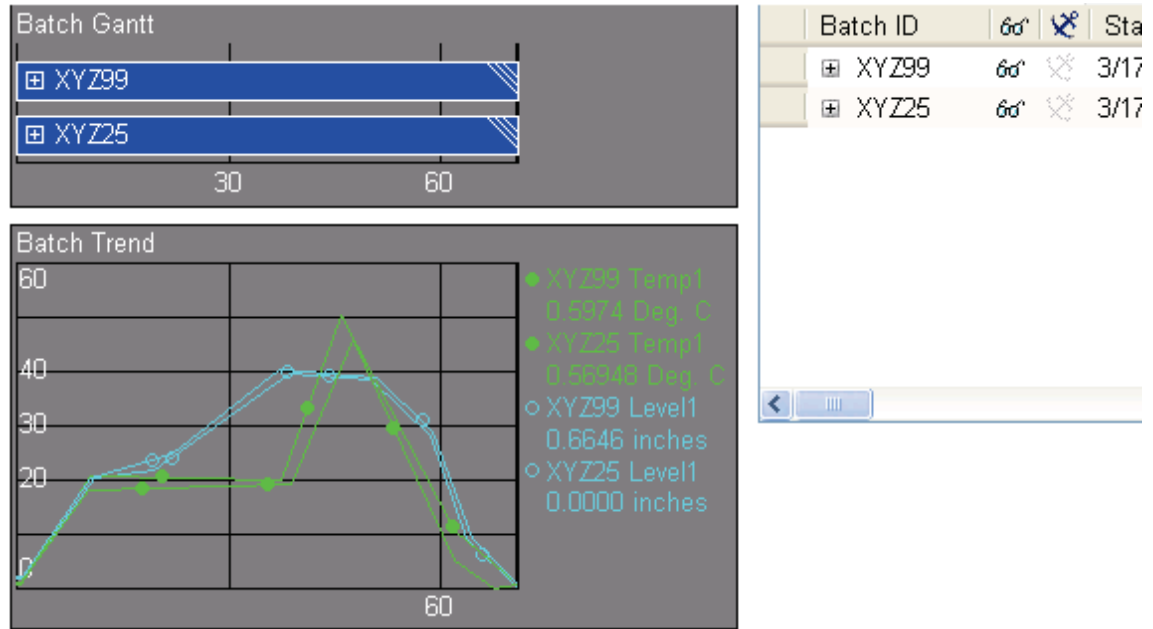 Batch Gantt
XYZ99
XYZ25
30 60
Batch Trend
60
40
30
20
0
60
XYZ99 Temp1
0.5974 Deg. C
XYZ25 Temp1
0.56948 Deg. C
XYZ99 Level1
0.6646 inches
XYZ25 Level1
0.0000 inches
Batch ID Sta
XYZ99 3/17
XYZ25 3/17